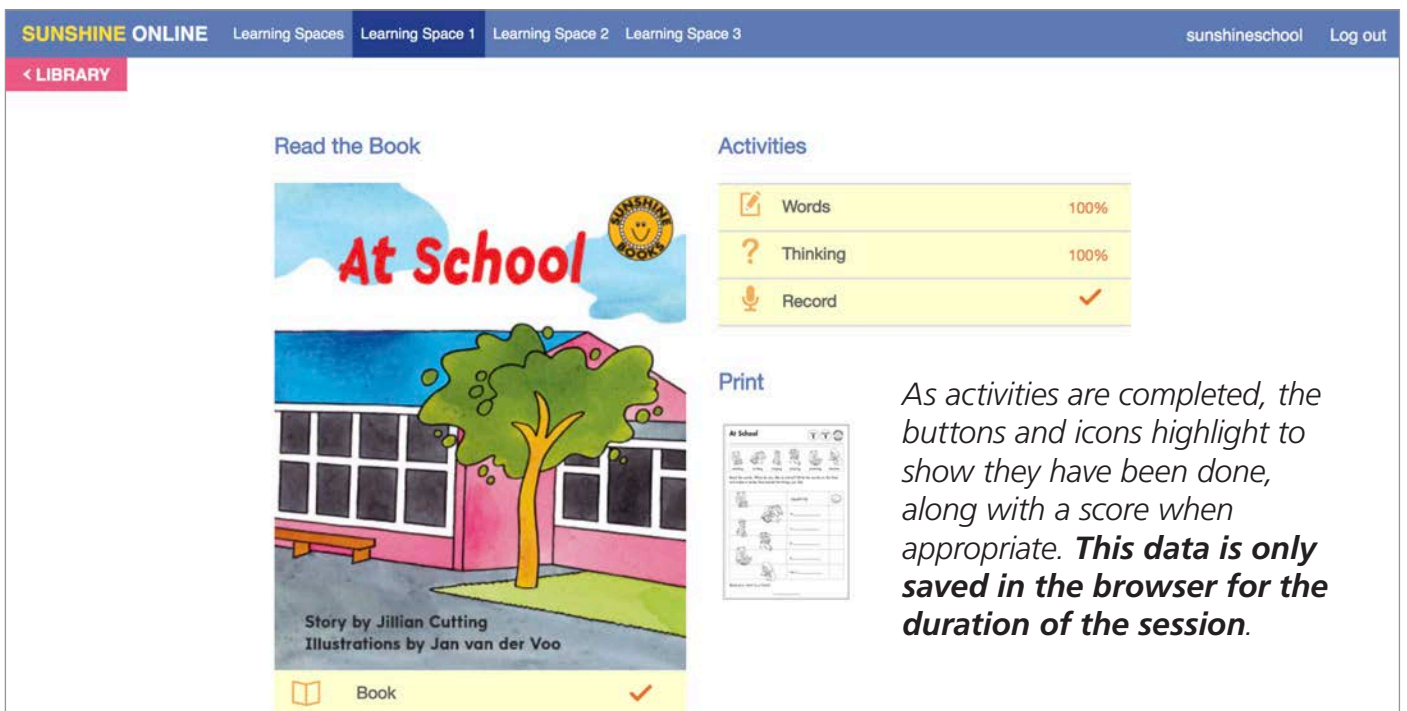 SUNSHINE ONLINE Learning Spaces Learning Space 1 Learning Space 2 Learning Space 3 sunshineschool Log out
< LIBRARY
Read the Book
SUNSHINE
BOOKS
At School
Story by Jillian Cutting
Illustrations by Jan van der Voo
Book
Activities
Words 100%
Thinking 100%
Record
Print
At School
As activities are completed, the
buttons and icons highlight to
show they have been done,
along with a score when
appropriate. This data is only
saved in the browser for the
duration of the session.